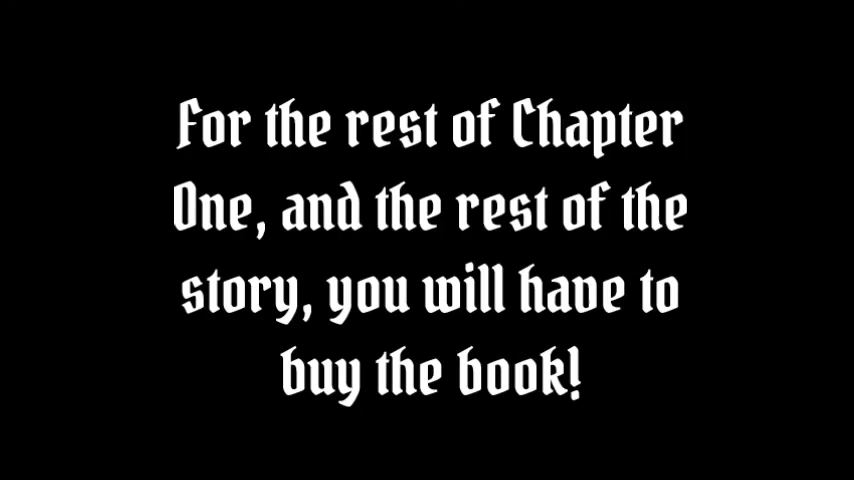 For the rest of Chapter
One, and the rest of the
story, you will have to
buy the book!